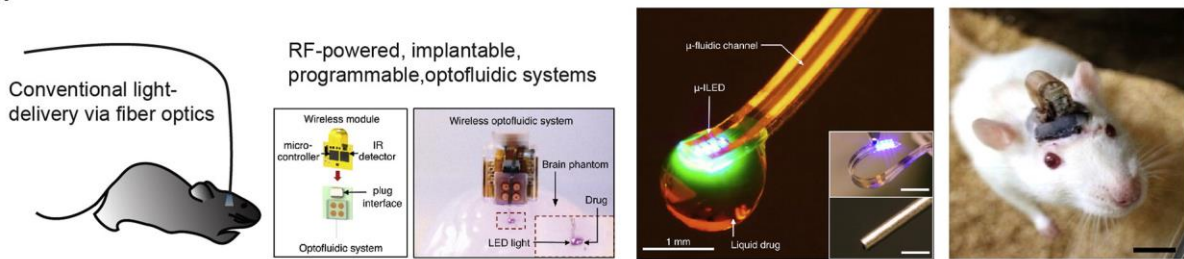 Conventional light-
delivery via fiber optics
RF-powered, implantable,
programmable,optofluidic systems
Wireless module
micro-
controller
IR
detector
plug
interface
Optofluidic system
Wireless optofluidic system
Brain phantom
Drug
LED light
μ-fluidic channel
μ-ILED
1 mm
Liquid drug